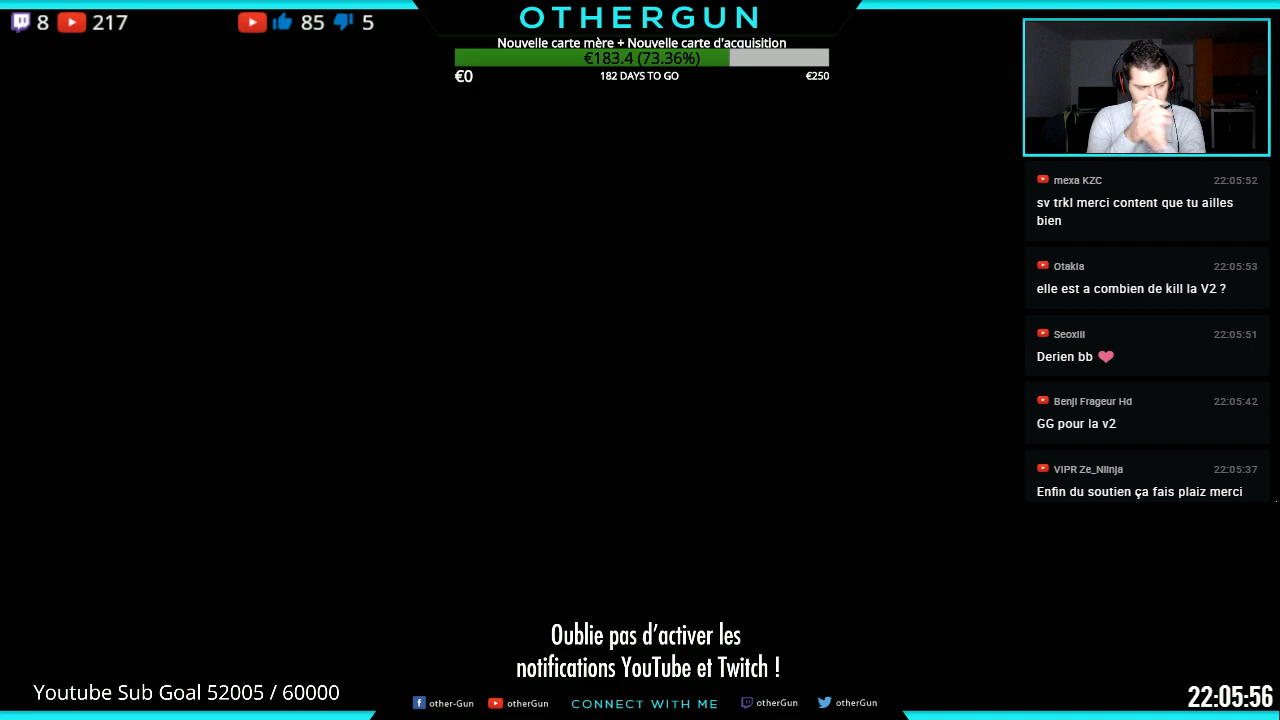 8 217 85 5
OTHERGUN
Nouvelle carte mère + Nouvelle carte d'acquisition
€183.4 (73.36%)
€0 182 DAYS TO GO €250
mexa KZC 22:05:52
sv trkl merci content que tu ailles
bien
Otakia 22:05:53
elle est a combien de kill la V2 ?
Seoxiii 22:05:51
Derien bb
Benji Frageur Hd 22:05:42
GG pour la v2
VIPR Ze_Niinja 22:05:37
Enfin du soutien ça fais plaiz merci
Oublie pas d'activer les
notifications YouTube et Twitch !
Youtube Sub Goal 52005 / 60000
other-Gun otherGun CONNECT WITH ME otherGun otherGun
22:05:56